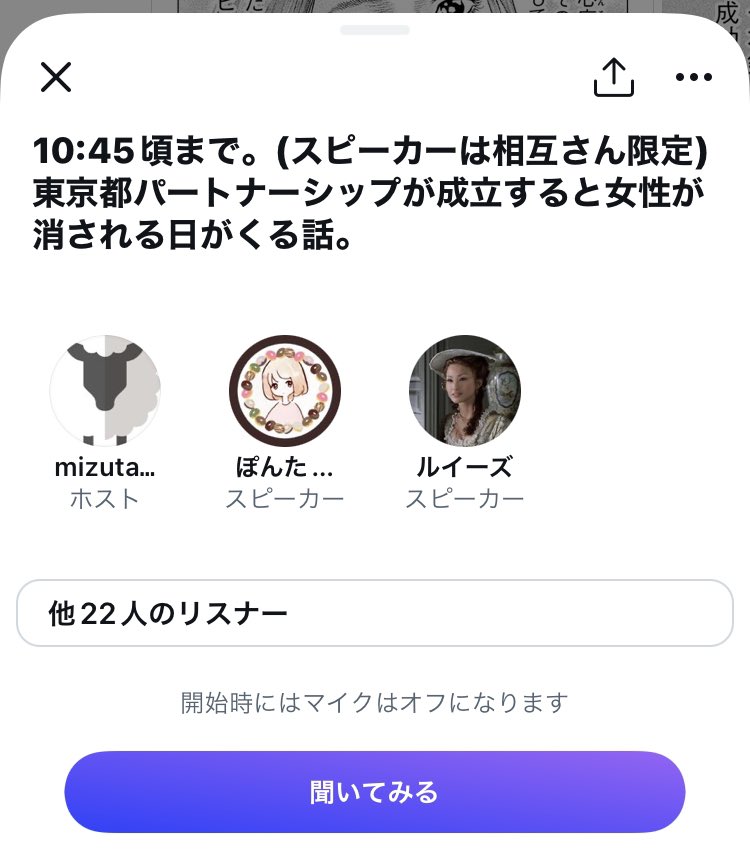 10:45頃まで。(スピーカーは相互さん限定)
東京都パートナーシップが成立すると女性が
消される日がくる話。
mizuta...
ホスト
ぽんた...
スピーカー
ルイーズ
スピーカー
他22人のリスナー
開始時にはマイクはオフになります
聞いてみる